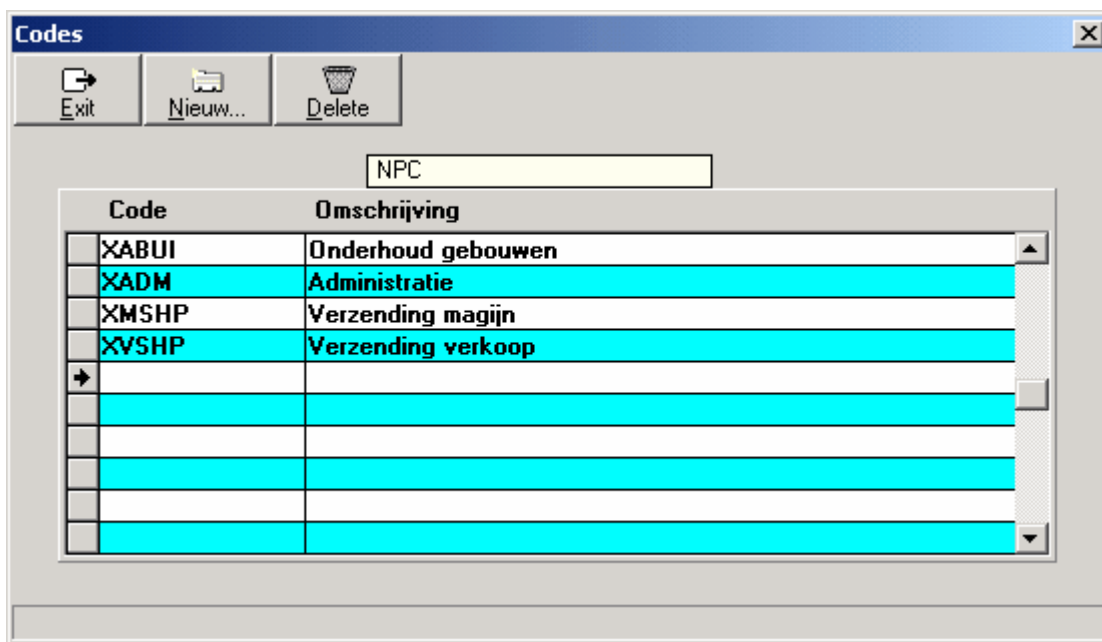 Codes
Exit Nieuw... Delete
NPC
Code Omschrijving
XABUI Onderhoud gebouwen
XADM Administratie
XMSHP Verzending magijn
XVSHP Verzending verkoop